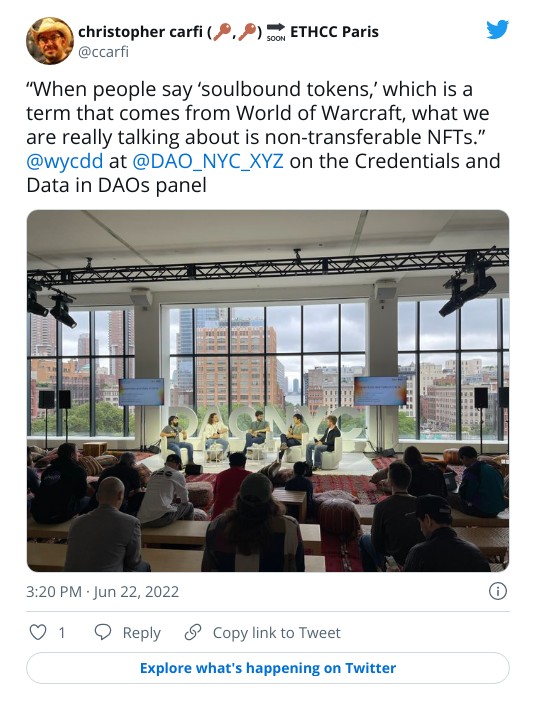 christopher carfi (🔑,🔑) 🔜 ETHCC Paris
@ccarfi
“When people say ‘soulbound tokens,’ which is a
term that comes from World of Warcraft, what we
are really talking about is non-transferable NFTs.”
@wycdd at @DAO_NYC_XYZ on the Credentials and
Data in DAOs panel
DAONYC
3:20 PM · Jun 22, 2022
1 Reply Copy link to Tweet
Explore what's happening on Twitter